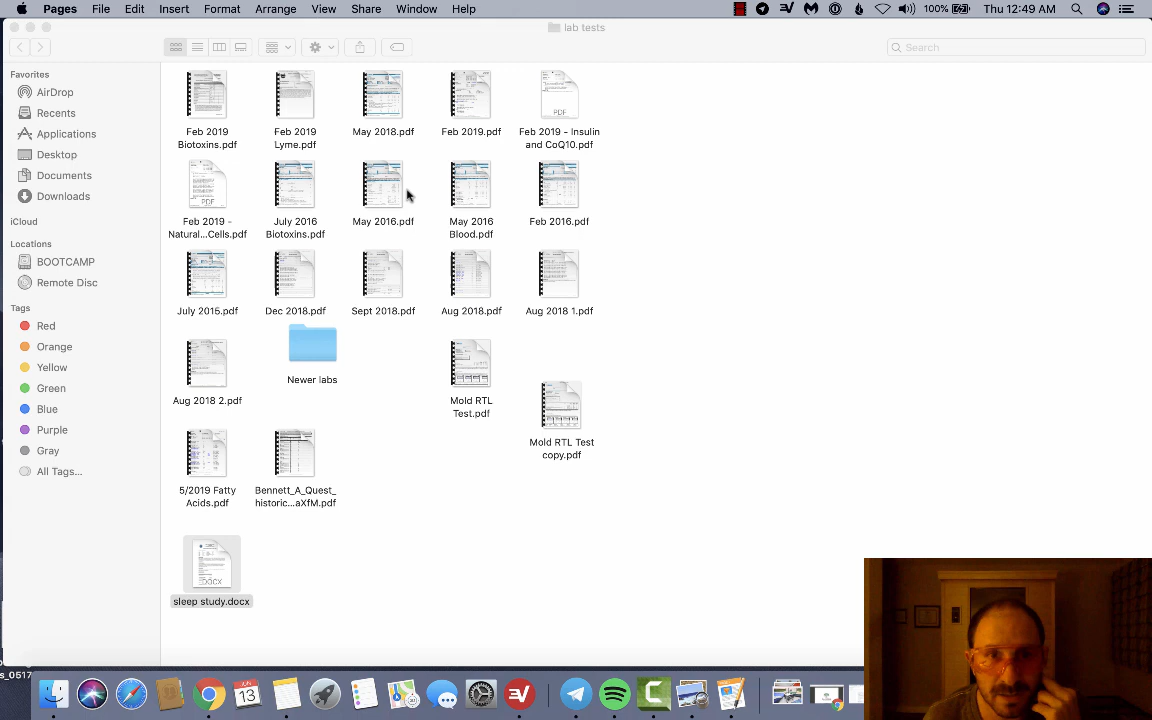 Pages File Edit Insert Format Arrange View Share Window Help 100% Thu 12:49 AM
lab tests
Search
Favorites
AirDrop
Recents
Applications
Desktop
Documents
Downloads
iCloud
Locations
BOOTCAMP
Remote Disc
Tags
Red
Orange
Yellow
Green
Blue
Purple
Gray
All Tags...
Feb 2019
Biotoxins.pdf
Feb 2019
Lyme.pdf
May 2018.pdf
Feb 2019.pdf
PDF
Feb 2019 - Insulin
and CoQ10.pdf
PDF
Feb 2019 -
Natural...Cells.pdf
July 2016
Biotoxins.pdf
May 2016.pdf
May 2016
Blood.pdf
Feb 2016.pdf
July 2015.pdf
Dec 2018.pdf
Sept 2018.pdf
Aug 2018.pdf
Aug 2018 1.pdf
Aug 2018 2.pdf
Newer labs
Mold RTL
Test.pdf
Mold RTL Test
copy.pdf
5/2019 Fatty
Acids.pdf
Bennett_A_Quest_
historic...aXfM.pdf
DOCX
sleep study.docx
s_0517
JUN
13